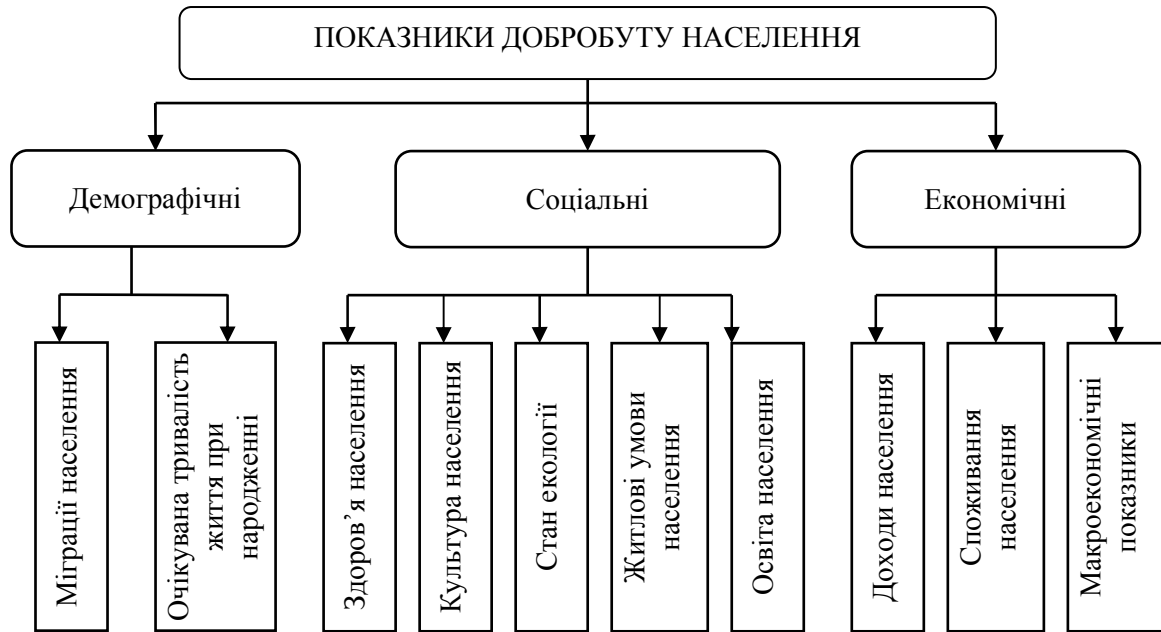 ПОКАЗНИКИ ДОБРОБУТУ НАСЕЛЕННЯ
Демографічні
Соціальні
Економічні
Міграції населення
Очікувана тривалість
життя при
народженні
Здоров’я населення
Культура населення
Стан екології
Житлові умови
населення
Освіта населення
Доходи населення
Споживання
населення
Макроекономічні
показники